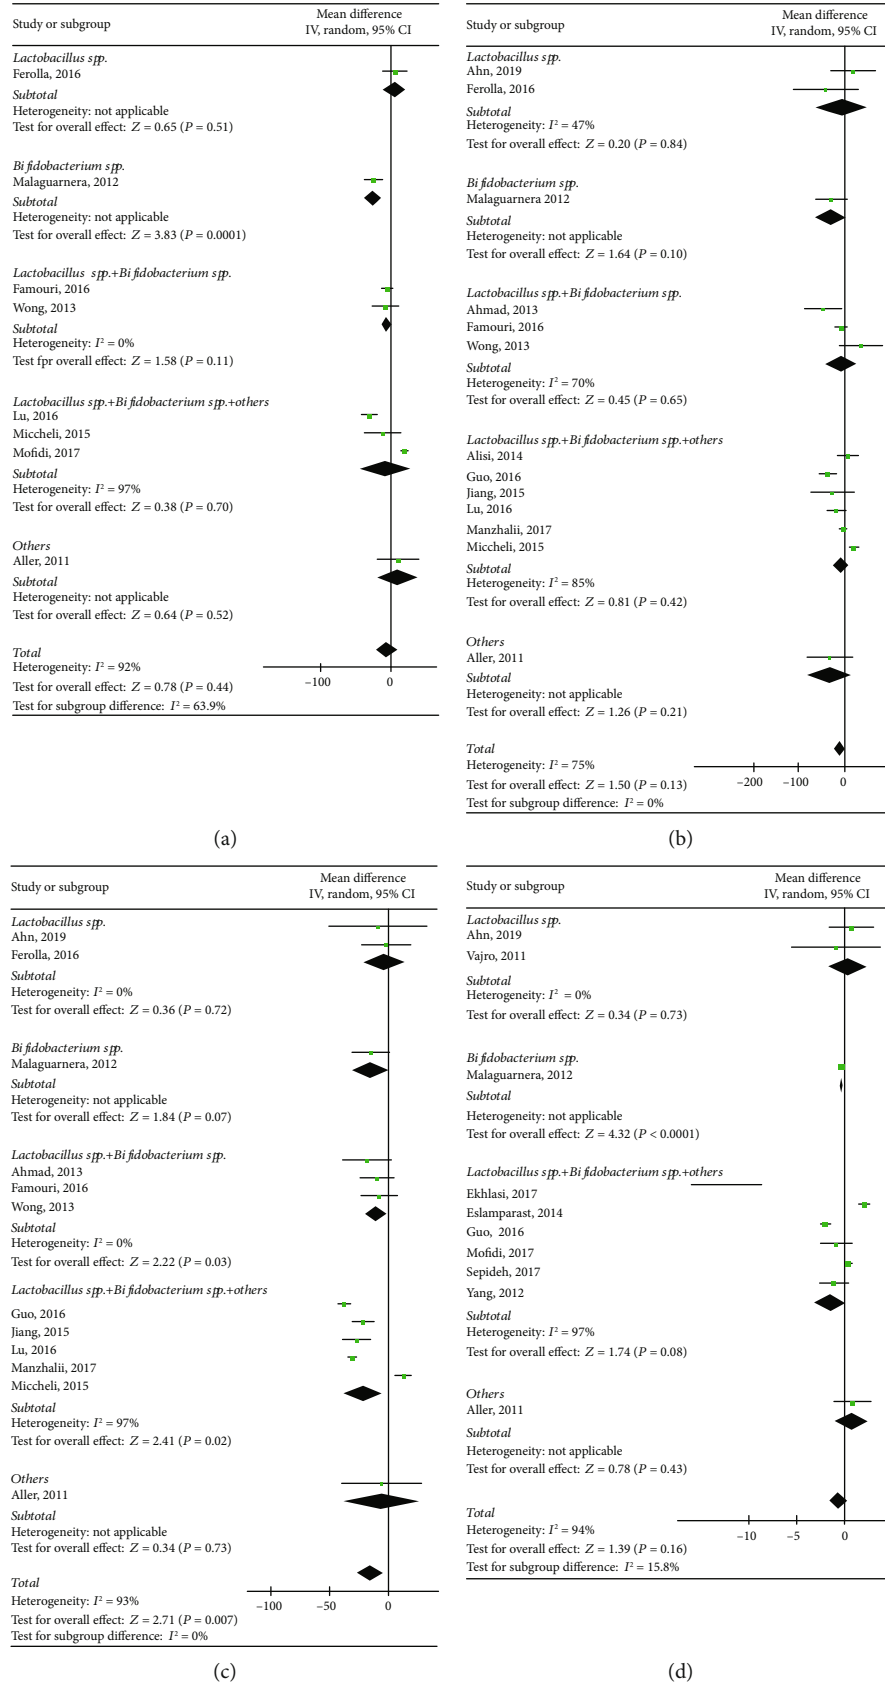 Study or subgroup
Mean difference
IV, random, 95% CI
Lactobacillus spp.
Ferolla, 2016
Subtotal
Heterogeneity: not applicable
Test for overall effect: Z = 0.65 (P = 0.51)
Bifidobacterium spp.
Malaguarnera, 2012
Subtotal
Heterogeneity: not applicable
Test for overall effect: Z = 3.83 (P = 0.0001)
Lactobacillus spp.+Bifidobacterium spp.
Famouri, 2016
Wong, 2013
Subtotal
Heterogeneity: I² = 0%
Test fpr overall effect: Z = 1.58 (P = 0.11)
Lactobacillus spp.+Bifidobacterium spp.+others
Lu, 2016
Miccheli, 2015
Mofidi, 2017
Subtotal
Heterogeneity: I² = 97%
Test for overall effect: Z = 0.38 (P = 0.70)
Others
Aller, 2011
Subtotal
Heterogeneity: not applicable
Test for overall effect: Z = 0.64 (P = 0.52)
Total
Heterogeneity: I² = 92%
Test for overall effect: Z = 0.78 (P = 0.44)
Test for subgroup difference: I² = 63.9%
−100 0
(a)
Study or subgroup
Mean difference
IV, random, 95% CI
Lactobacillus spp.
Ahn, 2019
Ferolla, 2016
Subtotal
Heterogeneity: I² = 47%
Test for overall effect: Z = 0.20 (P = 0.84)
Bifidobacterium spp.
Malaguarnera 2012
Subtotal
Heterogeneity: not applicable
Test for overall effect: Z = 1.64 (P = 0.10)
Lactobacillus spp.+Bifidobacterium spp.
Ahmad, 2013
Famouri, 2016
Wong, 2013
Subtotal
Heterogeneity: I² = 70%
Test for overall effect: Z = 0.45 (P = 0.65)
Lactobacillus spp.+Bifidobacterium spp.+others
Alisi, 2014
Guo, 2016
Jiang, 2015
Lu, 2016
Manzhalii, 2017
Miccheli, 2015
Subtotal
Heterogeneity: I² = 85%
Test for overall effect: Z = 0.81 (P = 0.42)
Others
Aller, 2011
Subtotal
Heterogeneity: not applicable
Test for overall effect: Z = 1.26 (P = 0.21)
Total
Heterogeneity: I² = 75%
Test for overall effect: Z = 1.50 (P = 0.13)
Test for subgroup difference: I² = 0%
−200 −100 0
(b)
Study or subgroup
Mean difference
IV, random, 95% CI
Lactobacillus spp.
Ahn, 2019
Ferolla, 2016
Subtotal
Heterogeneity: I² = 0%
Test for overall effect: Z = 0.36 (P = 0.72)
Bifidobacterium spp.
Malaguarnera, 2012
Subtotal
Heterogeneity: not applicable
Test for overall effect: Z = 1.84 (P = 0.07)
Lactobacillus spp.+Bifidobacterium spp.
Ahmad, 2013
Famouri, 2016
Wong, 2013
Subtotal
Heterogeneity: I² = 0%
Test for overall effect: Z = 2.22 (P = 0.03)
Lactobacillus spp.+Bifidobacterium spp.+others
Guo, 2016
Jiang, 2015
Lu, 2016
Manzhalii, 2017
Miccheli, 2015
Subtotal
Heterogeneity: I² = 97%
Test for overall effect: Z = 2.41 (P = 0.02)
Others
Aller, 2011
Subtotal
Heterogeneity: not applicable
Test for overall effect: Z = 0.34 (P = 0.73)
Total
Heterogeneity: I² = 93%
Test for overall effect: Z = 2.71 (P = 0.007)
Test for subgroup difference: I² = 0%
−100 −50 0
(c)
Study or subgroup
Mean difference
IV, random, 95% CI
Lactobacillus spp.
Ahn, 2019
Vajro, 2011
Subtotal
Heterogeneity: I² = 0%
Test for overall effect: Z = 0.34 (P = 0.73)
Bifidobacterium spp.
Malaguarnera, 2012
Subtotal
Heterogeneity: not applicable
Test for overall effect: Z = 4.32 (P < 0.0001)
Lactobacillus spp.+Bifidobacterium spp.+others
Ekhlasi, 2017
Eslamparast, 2014
Guo, 2016
Mofidi, 2017
Sepideh, 2017
Yang, 2012
Subtotal
Heterogeneity: I² = 97%
Test for overall effect: Z = 1.74 (P = 0.08)
Others
Aller, 2011
Subtotal
Heterogeneity: not applicable
Test for overall effect: Z = 0.78 (P = 0.43)
Total
Heterogeneity: I² = 94%
Test for overall effect: Z = 1.39 (P = 0.16)
Test for subgroup difference: I² = 15.8%
−10 −5 0
(d)